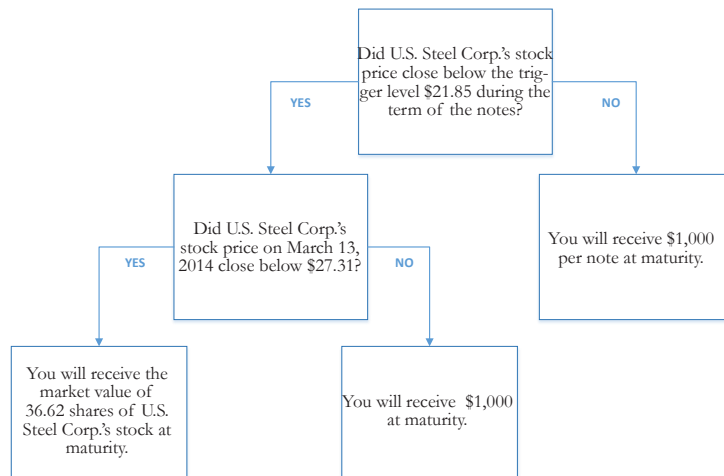 Did U.S. Steel Corp.'s stock
price close below the trig-
ger level $21.85 during the
term of the notes?
YES
NO
Did U.S. Steel Corp.'s
stock price on March 13,
2014 close below $27.31?
You will receive $1,000
per note at maturity.
YES
NO
You will receive the
market value of
36.62 shares of U.S.
Steel Corp.'s stock at
maturity.
You will receive $1,000
at maturity.